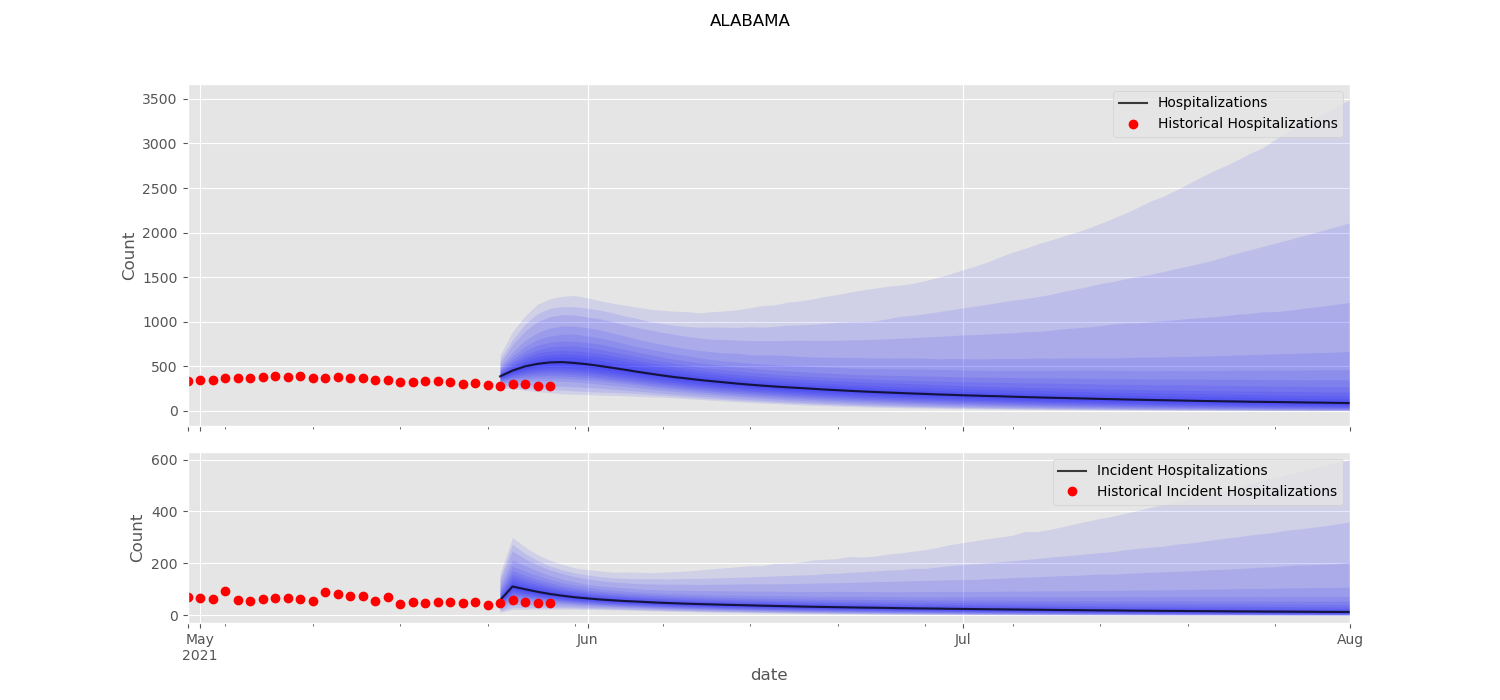 ALABAMA
3500
3000
2500
2000
1500
1000
500
0
Count
Hospitalizations
Historical Hospitalizations
600
400
200
0
Count
Incident Hospitalizations
Historical Incident Hospitalizations
May
2021
Jun
Jul
Aug
date